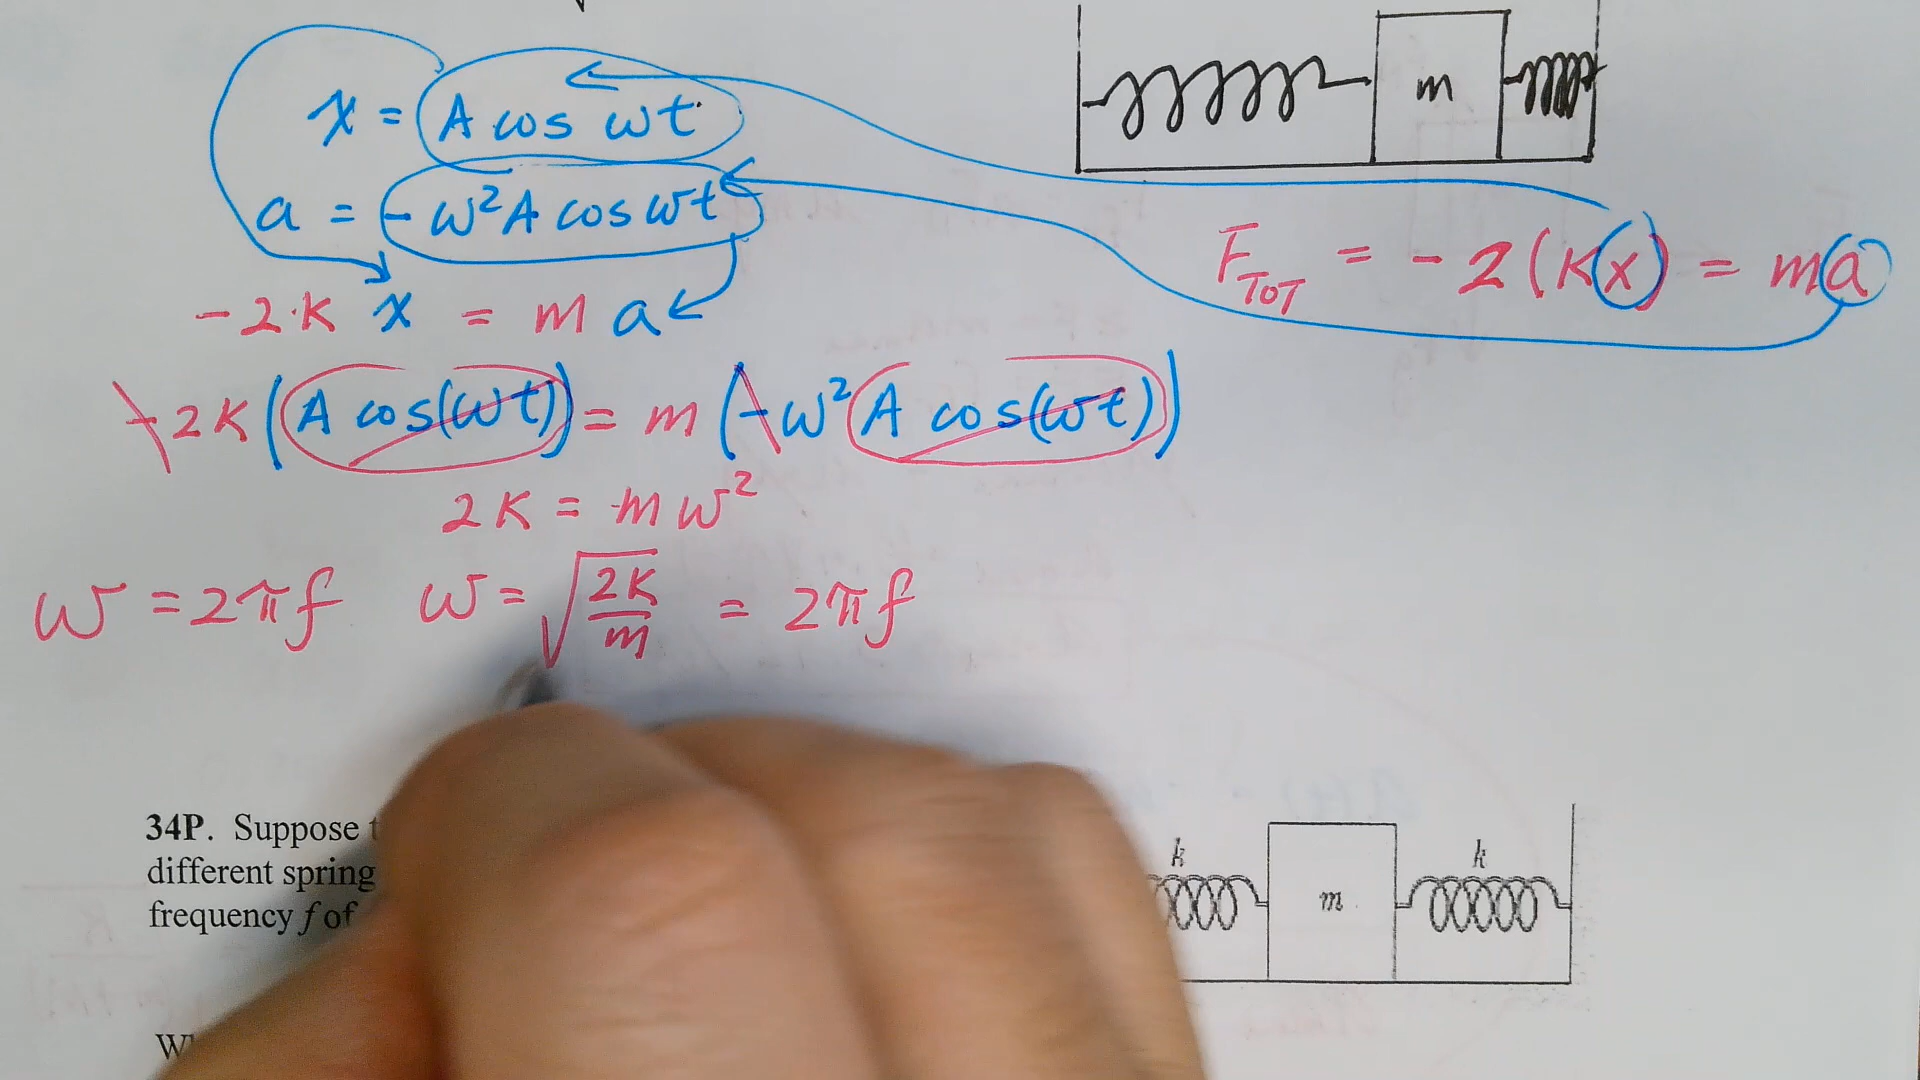 x = A cos ωt
m
a = - ω²A cos ωt
F_TOT = - 2(Kx) = ma
-2·K x = m a
-2K(A cos(ωt)) = m(-ω²A cos(ωt))
2K = mω²
ω = 2πf ω = √(2K/m) = 2πf
34P. Suppose
different spring
frequency f of
k k
m